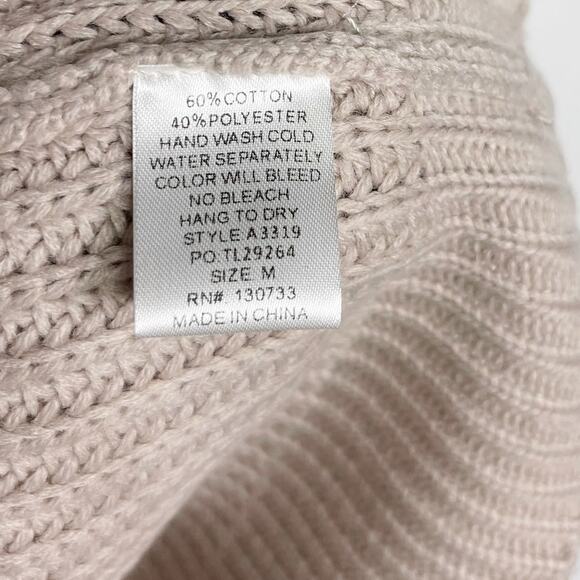 60% COTTON
40% POLYESTER
HAND WASH COLD
WATER SEPARATELY
COLOR WILL BLEED
NO BLEACH
HANG TO DRY
STYLE A3319
PO.TL29264
SIZE M
RN#. 130733
MADE IN CHINA